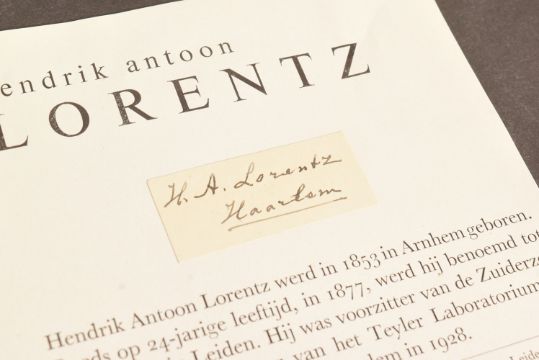 endrik antoon
LORENTZ
H. A. Lorentz
Haarlem
Hendrik Antoon Lorentz werd in 1853 in Arnhem geboren.
op 24-jarige leeftijd, in 1877, werd hij benoemd tot
Leiden. Hij was voorzitter van de Zuiderz
van het Teyler Laboratorium
in 1928.